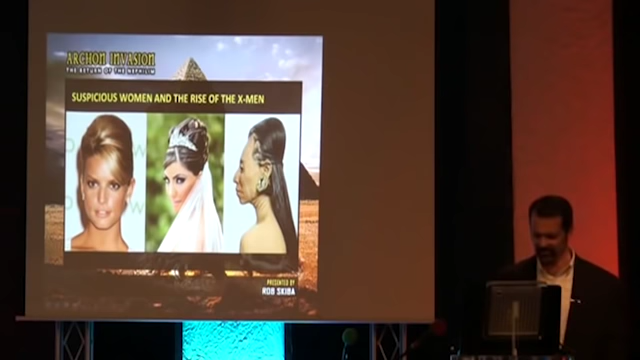 ARCHON INVASION
THE RETURN OF THE NEPHILIM
SUSPICIOUS WOMEN AND THE RISE OF THE X-MEN
PRESENTED BY
ROB SKIBA